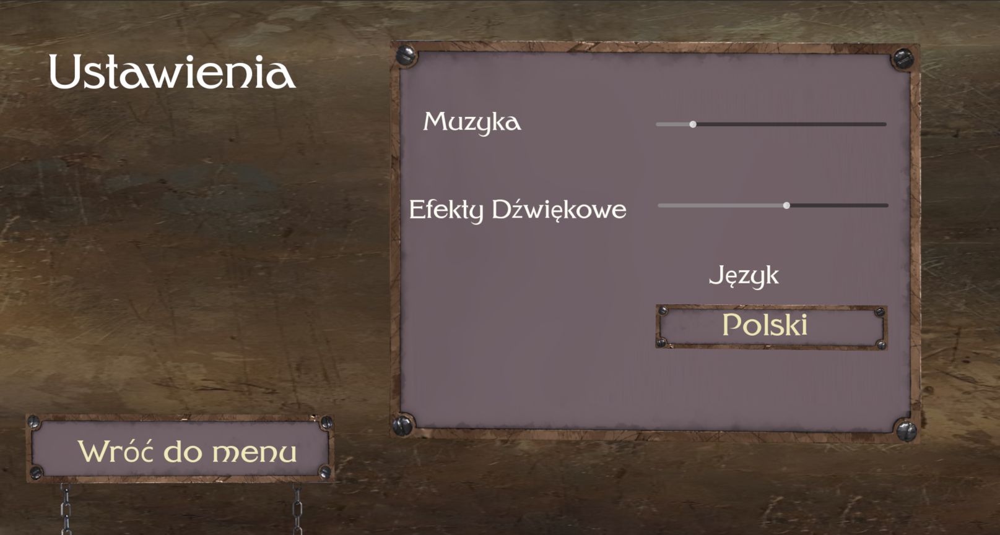 Ustawienia
Muzyka
Efekty Dźwiękowe
Język
Polski
Wróć do menu